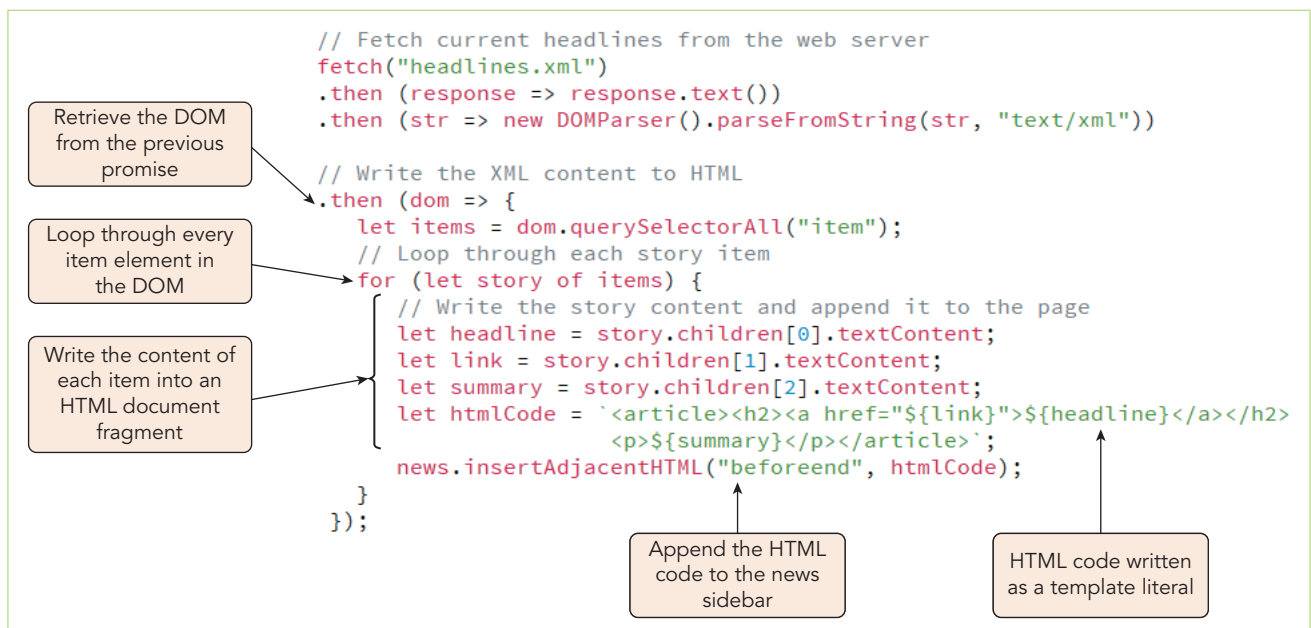 // Fetch current headlines from the web server
fetch("headlines.xml")
.then (response => response.text())
.then (str => new DOMParser().parseFromString(str, "text/xml"))
// Write the XML content to HTML
.then (dom => {
let items = dom.querySelectorAll("item");
// Loop through each story item
for (let story of items) {
// Write the story content and append it to the page
let headline = story.children[0].textContent;
let link = story.children[1].textContent;
let summary = story.children[2].textContent;
let htmlCode = `<article><h2><a href="${link}">${headline}</a></h2>
<p>${summary}</p></article>`;
news.insertAdjacentHTML("beforeend", htmlCode);
}
});
Retrieve the DOM
from the previous
promise
Loop through every
item element in
the DOM
Write the content of
each item into an
HTML document
fragment
Append the HTML
code to the news
sidebar
HTML code written
as a template literal